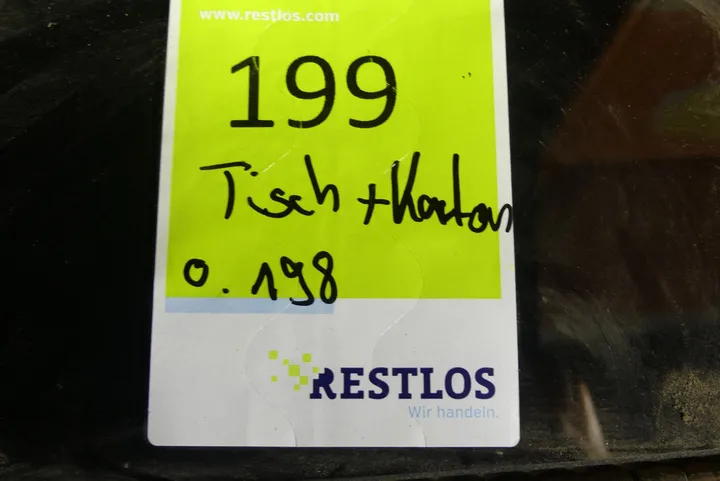 www.restlos.com
199
Tisch + Karton
o. 198
RESTLOS
Wir handeln.